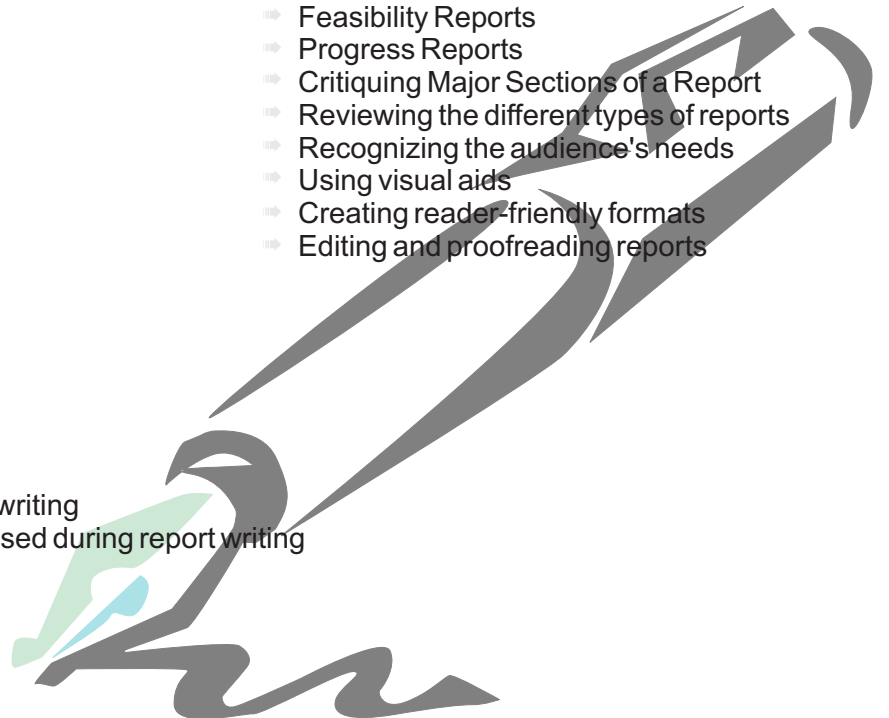 Feasibility Reports
Progress Reports
Critiquing Major Sections of a Report
Reviewing the different types of reports
Recognizing the audience's needs
Using visual aids
Creating reader-friendly formats
Editing and proofreading reports
writing
sed during report writing